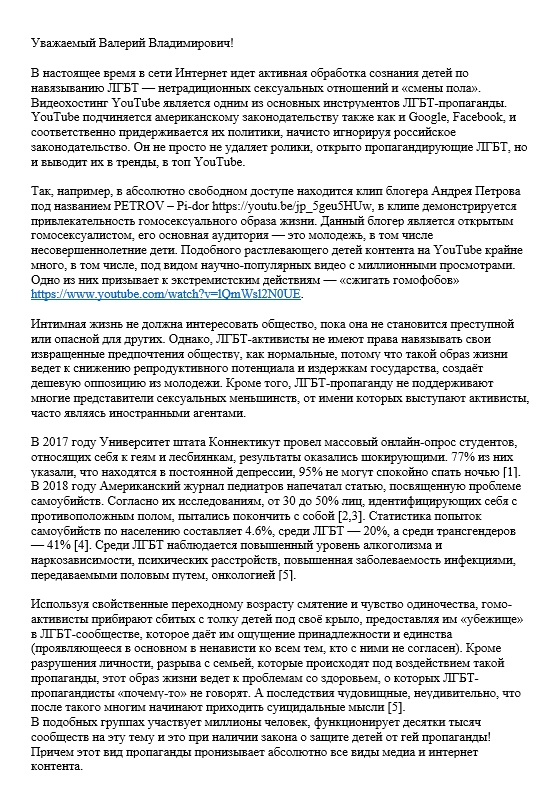 Уважаемый Валерий Владимирович!
В настоящее время в сети Интернет идет активная обработка сознания детей по
навязыванию ЛГБТ — нетрадиционных сексуальных отношений и «смены пола».
Видеохостинг YouTube является одним из основных инструментов ЛГБТ-пропаганды.
YouTube подчиняется американскому законодательству также как и Google, Facebook, и
соответственно придерживается их политики, начисто игнорируя российское
законодательство. Он не просто не удаляет ролики, открыто пропагандирующие ЛГБТ, но
и выводит их в тренды, в топ YouTube.
Так, например, в абсолютно свободном доступе находится клип блогера Андрея Петрова
под названием PETROV – Pi-dor https://youtu.be/jp_5geu5HUw, в клипе демонстрируется
привлекательность гомосексуального образа жизни. Данный блогер является открытым
гомосексуалистом, его основная аудитория — это молодежь, в том числе
несовершеннолетние дети. Подобного растлевающего детей контента на YouTube крайне
много, в том числе, под видом научно-популярных видео с миллионными просмотрами.
Одно из них призывает к экстремистским действиям — «сжигать гомофобов»
https://www.youtube.com/watch?v=lQmWsl2N0UE.
Интимная жизнь не должна интересовать общество, пока она не становится преступной
или опасной для других. Однако, ЛГБТ-активисты не имеют права навязывать свои
извращенные предпочтения обществу, как нормальные, потому что такой образ жизни
ведет к снижению репродуктивного потенциала и издержкам государства, создаёт
дешевую оппозицию из молодежи. Кроме того, ЛГБТ-пропаганду не поддерживают
многие представители сексуальных меньшинств, от имени которых выступают активисты,
часто являясь иностранными агентами.
В 2017 году Университет штата Коннектикут провел массовый онлайн-опрос студентов,
относящих себя к геям и лесбиянкам, результаты оказались шокирующими. 77% из них
указали, что находятся в постоянной депрессии, 95% не могут спокойно спать ночью [1].
В 2018 году Американский журнал педиатров напечатал статью, посвященную проблеме
самоубийств. Согласно их исследованиям, от 30 до 50% лиц, идентифицирующих себя с
противоположным полом, пытались покончить с собой [2,3]. Статистика попыток
самоубийств по населению составляет 4.6%, среди ЛГБТ — 20%, а среди трансгендеров
— 41% [4]. Среди ЛГБТ наблюдается повышенный уровень алкоголизма и
наркозависимости, психических расстройств, повышенная заболеваемость инфекциями,
передаваемыми половым путем, онкологией [5].
Используя свойственные переходному возрасту смятение и чувство одиночества, гомо-
активисты прибирают сбитых с толку детей под своё крыло, предоставляя им «убежище»
в ЛГБТ-сообществе, которое даёт им ощущение принадлежности и единства
(проявляющееся в основном в ненависти ко всем тем, кто с ними не согласен). Кроме
разрушения личности, разрыва с семьей, которые происходят под воздействием такой
пропаганды, этот образ жизни ведет к проблемам со здоровьем, о которых ЛГБТ-
пропагандисты «почему-то» не говорят. А последствия чудовищные, неудивительно, что
после такого многим начинают приходить суицидальные мысли [5].
В подобных группах участвует миллионы человек, функционирует десятки тысяч
сообществ на эту тему и это при наличии закона о защите детей от гей пропаганды!
Причем этот вид пропаганды пронизывает абсолютно все виды медиа и интернет
контента.